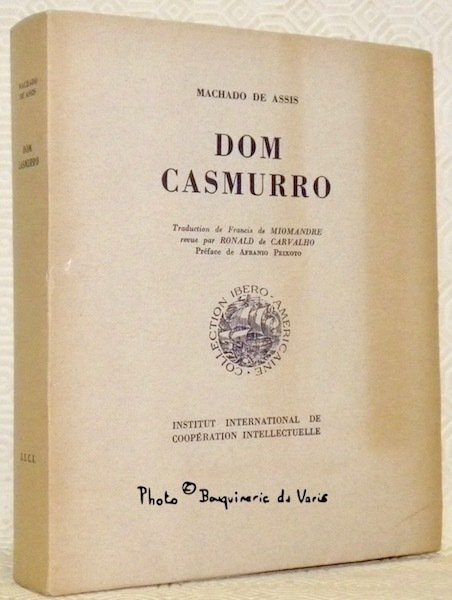 MACHADO
DE ASSIS
DOM
CASMURRO
I. I. C. I.
MACHADO DE ASSIS
DOM
CASMURRO
Traduction de Francis de MIOMANDRE
revue par RONALD de CARVALHO
Préface de AFRANIO PEIXOTO
COLLECTION IBERO-AMERICAINE
INSTITUT INTERNATIONAL DE
COOPÉRATION INTELLECTUELLE
Photo © Bouquinerie du Varis